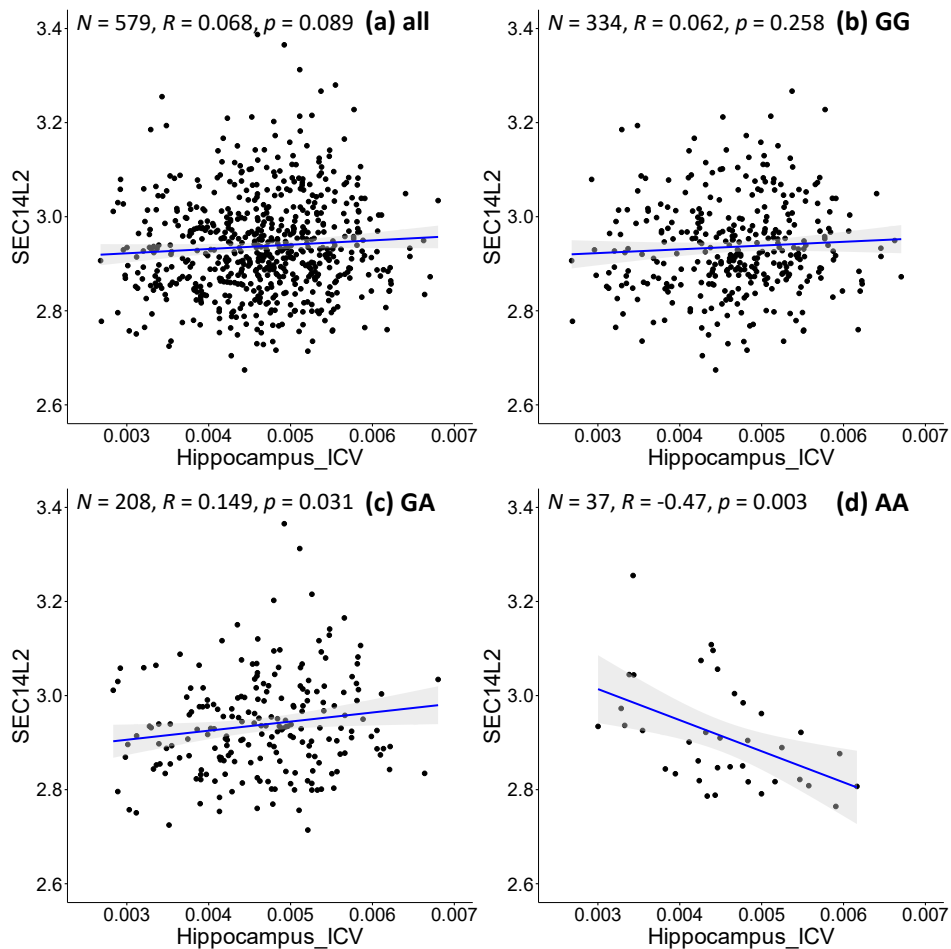 N = 579, R = 0.068, p = 0.089 (a) all
3.4
3.2
3.0
2.8
2.6
SEC14L2
0.003 0.004 0.005 0.006 0.007
Hippocampus_ICV
N = 334, R = 0.062, p = 0.258 (b) GG
3.4
3.2
3.0
2.8
2.6
SEC14L2
0.003 0.004 0.005 0.006 0.007
Hippocampus_ICV
N = 208, R = 0.149, p = 0.031 (c) GA
3.4
3.2
3.0
2.8
2.6
SEC14L2
0.003 0.004 0.005 0.006 0.007
Hippocampus_ICV
N = 37, R = -0.47, p = 0.003 (d) AA
3.4
3.2
3.0
2.8
2.6
SEC14L2
0.003 0.004 0.005 0.006 0.007
Hippocampus_ICV